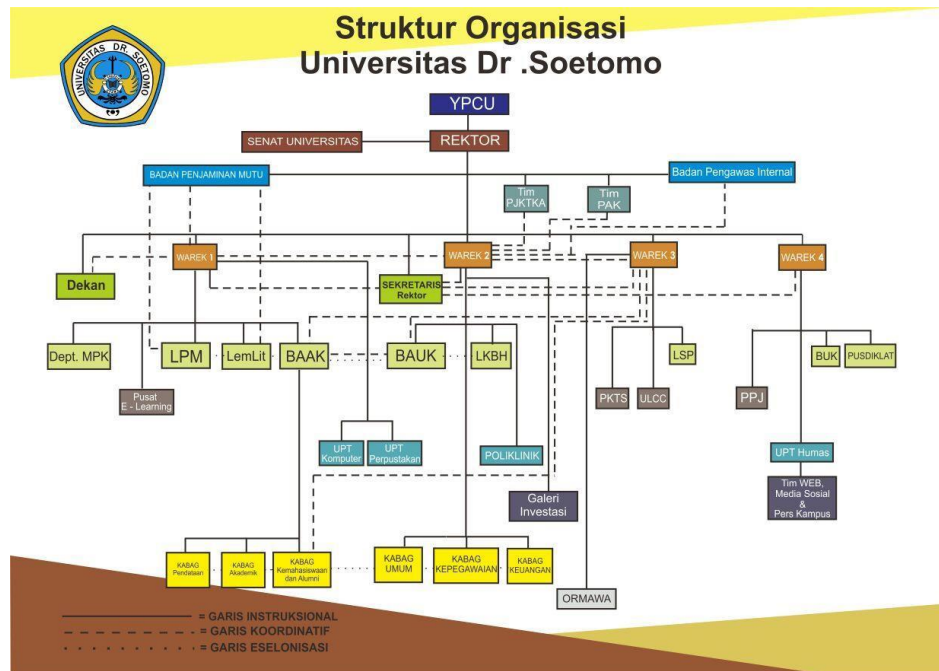 Struktur Organisasi
Universitas Dr .Soetomo
UNIVERSITAS DR. SOETOMO
YPCU
SENAT UNIVERSITAS
REKTOR
BADAN PENJAMINAN MUTU
Badan Pengawas Internal
Tim
PJKTKA
Tim
PAK
WAREK 1
WAREK 2
WAREK 3
WAREK 4
Dekan
SEKRETARIS
Rektor
Dept. MPK
LPM
LemLit
BAAK
BAUK
LKBH
LSP
BUK
PUSDIKLAT
Pusat
E - Learning
PKTS
ULCC
PPJ
UPT
Komputer
UPT
Perpustakan
POLIKLINIK
UPT Humas
Galeri
Investasi
Tim WEB,
Media Sosial
&
Pers Kampus
KABAG
Pendataan
KABAG
Akademik
KABAG
Kemahasiswaan
dan Alumni
KABAG
UMUM
KABAG
KEPEGAWAIAN
KABAG
KEUANGAN
ORMAWA
= GARIS INSTRUKSIONAL
= GARIS KOORDINATIF
= GARIS ESELONISASI